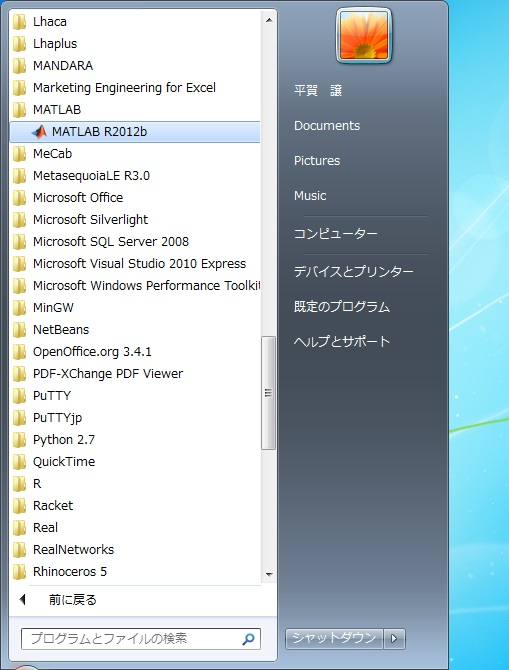 Lhaca
Lhaplus
MANDARA
Marketing Engineering for Excel
MATLAB
MATLAB R2012b
MeCab
MetasequoiaLE R3.0
Microsoft Office
Microsoft Silverlight
Microsoft SQL Server 2008
Microsoft Visual Studio 2010 Express
Microsoft Windows Performance Toolkit
MinGW
NetBeans
OpenOffice.org 3.4.1
PDF-XChange PDF Viewer
PuTTY
PuTTYjp
Python 2.7
QuickTime
R
Racket
Real
RealNetworks
Rhinoceros 5
前に戻る
プログラムとファイルの検索
平賀　譲
Documents
Pictures
Music
コンピューター
デバイスとプリンター
既定のプログラム
ヘルプとサポート
シャットダウン